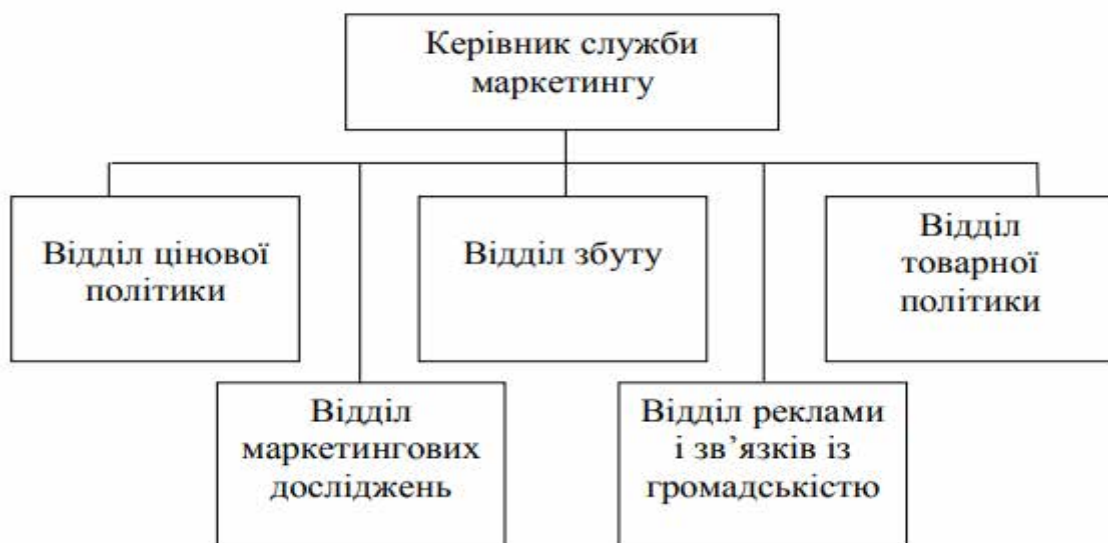 Керівник служби
маркетингу
Відділ цінової
політики
Відділ збуту
Відділ
товарної
політики
Відділ
маркетингових
досліджень
Відділ реклами
і зв’язків із
громадськістю